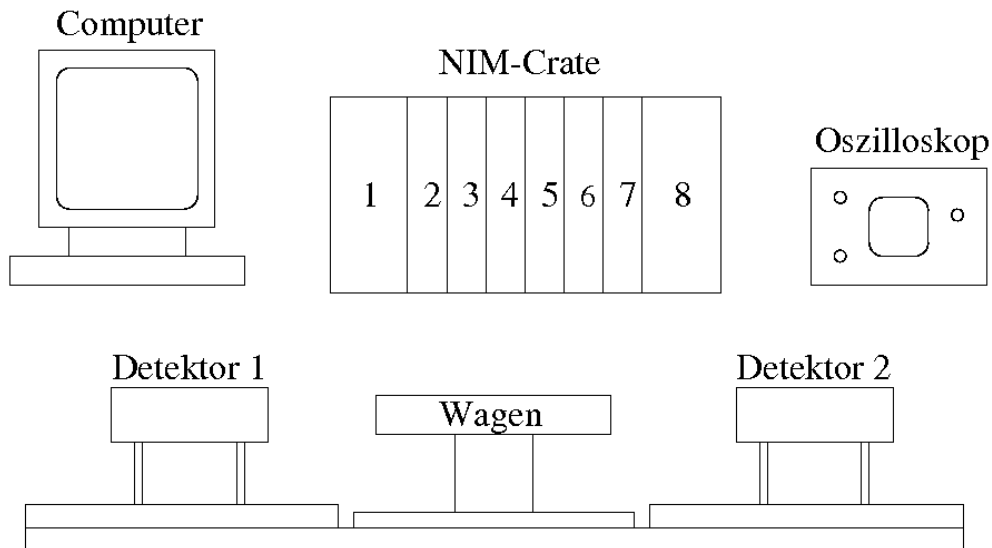 Computer
NIM-Crate
Oszilloskop
1 2 3 4 5 6 7 8
Detektor 1
Wagen
Detektor 2